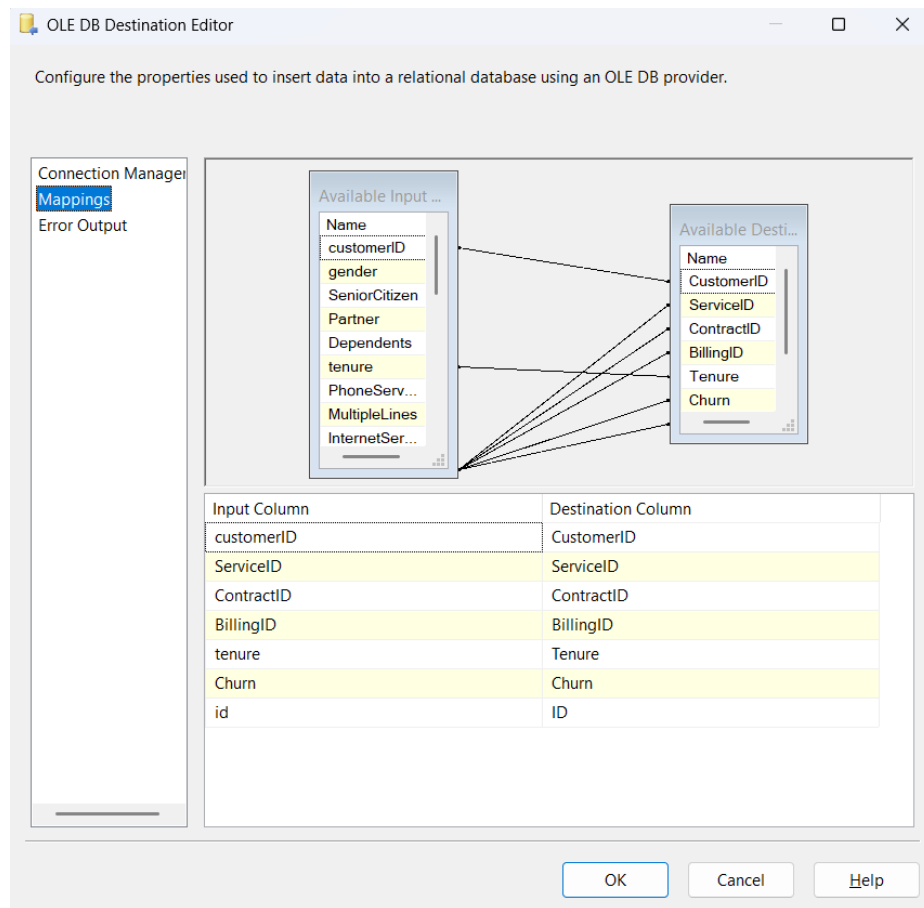 OLE DB Destination Editor
Configure the properties used to insert data into a relational database using an OLE DB provider.
Connection Manager
Mappings
Error Output
Available Input ...
Name
customerID
gender
SeniorCitizen
Partner
Dependents
tenure
PhoneServ...
MultipleLines
InternetSer...
Available Desti...
Name
CustomerID
ServiceID
ContractID
BillingID
Tenure
Churn
Input Column Destination Column
customerID CustomerID
ServiceID ServiceID
ContractID ContractID
BillingID BillingID
tenure Tenure
Churn Churn
id ID
OK Cancel Help